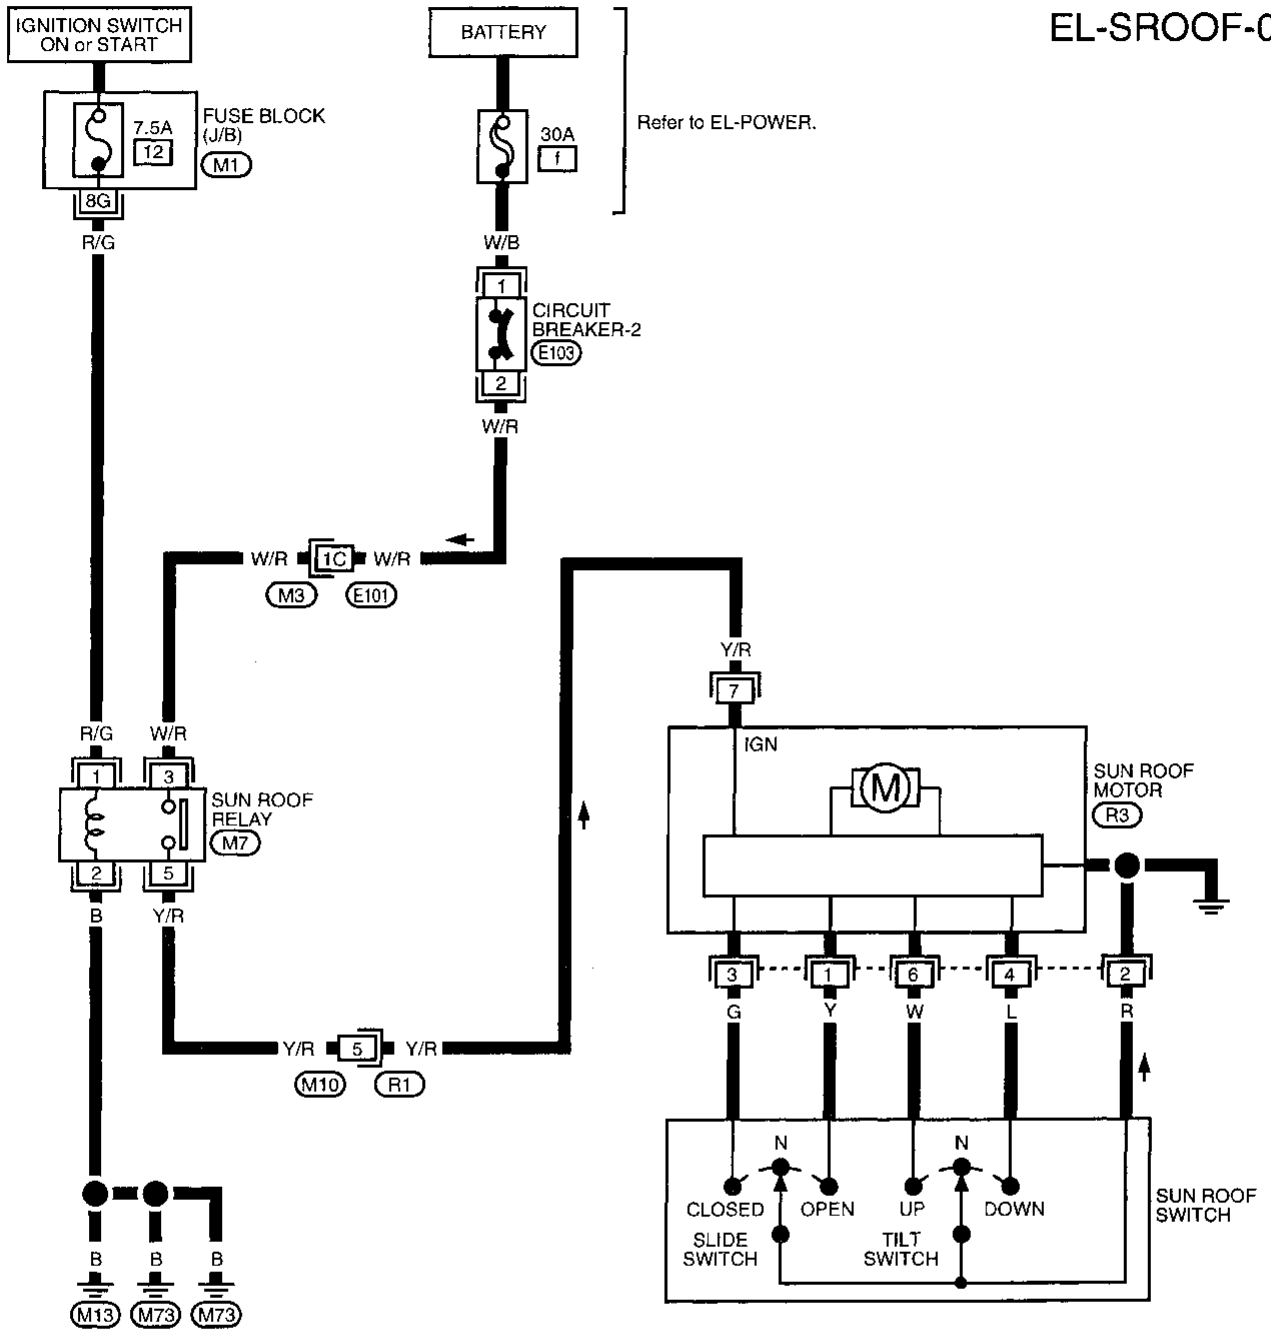 EL-SROOF-0
IGNITION SWITCH
ON or START
BATTERY
FUSE BLOCK
(J/B)
M1
7.5A
12
30A
f
Refer to EL-POWER.
8G
R/G
W/B
1
CIRCUIT
BREAKER-2
E103
2
W/R
W/R
1C
W/R
M3
E101
Y/R
7
R/G
W/R
1
3
SUN ROOF
RELAY
M7
2
5
B
Y/R
IGN
M
SUN ROOF
MOTOR
R3
3
1
6
4
2
G
Y
W
L
R
Y/R
5
Y/R
M10
R1
N
N
CLOSED
OPEN
UP
DOWN
SLIDE
SWITCH
TILT
SWITCH
SUN ROOF
SWITCH
B
B
B
M13
M73
M73